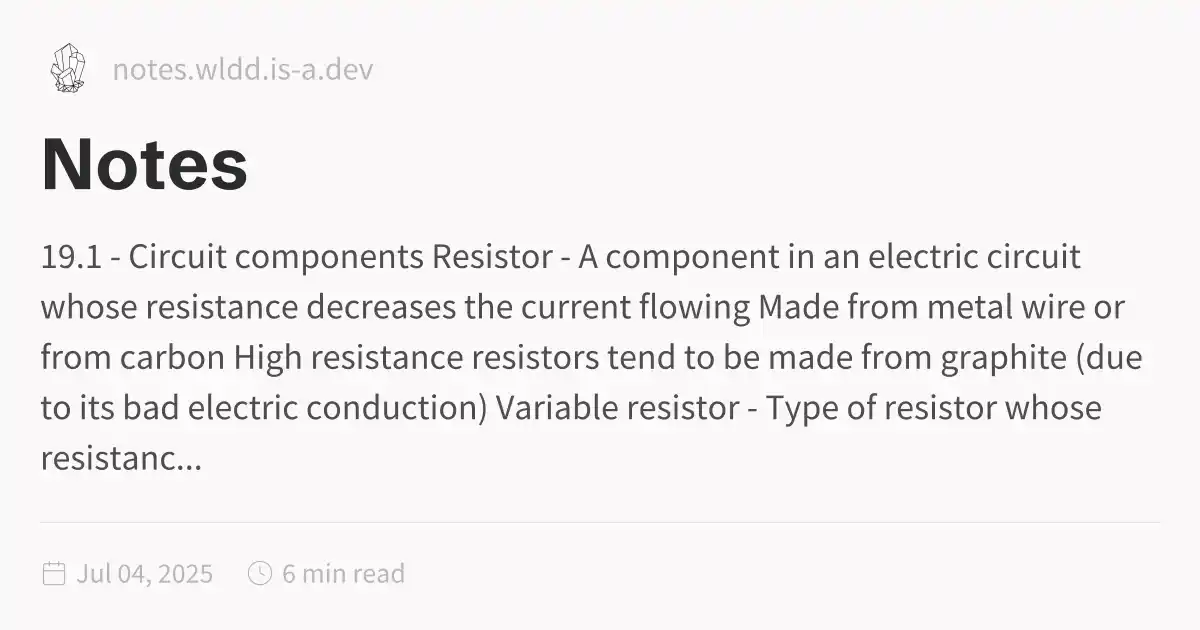 notes.wldd.is-a.dev
Notes
19.1 - Circuit components Resistor - A component in an electric circuit
whose resistance decreases the current flowing Made from metal wire or
from carbon High resistance resistors tend to be made from graphite (due
to its bad electric conduction) Variable resistor - Type of resistor whose
resistanc...
Jul 04, 2025 6 min read